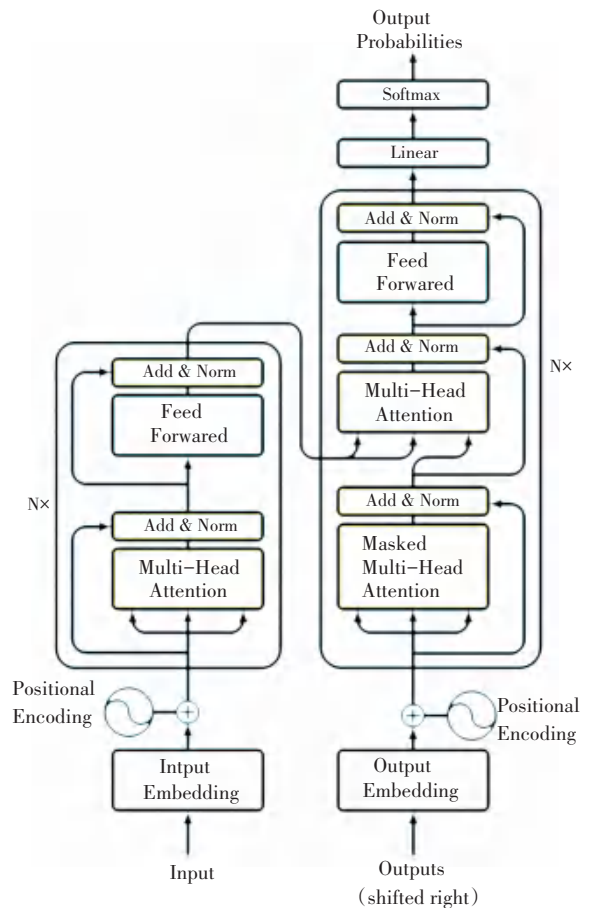 Output
Probabilities
Softmax
Linear
Add & Norm
Feed
Forwared
Add & Norm
Multi-Head
Attention
N×
Add & Norm
Masked
Multi-Head
Attention
Positional
Encoding
Output
Embedding
Outputs
(shifted right)
Add & Norm
Feed
Forwared
N×
Add & Norm
Multi-Head
Attention
Positional
Encoding
Intput
Embedding
Input